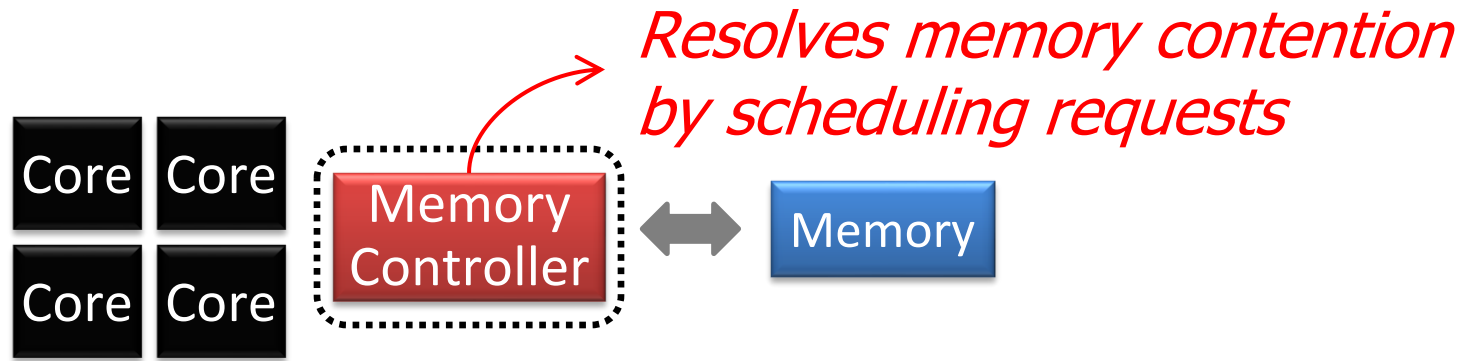 Resolves memory contention
by scheduling requests
Core Core
Core Core
Memory
Controller
Memory